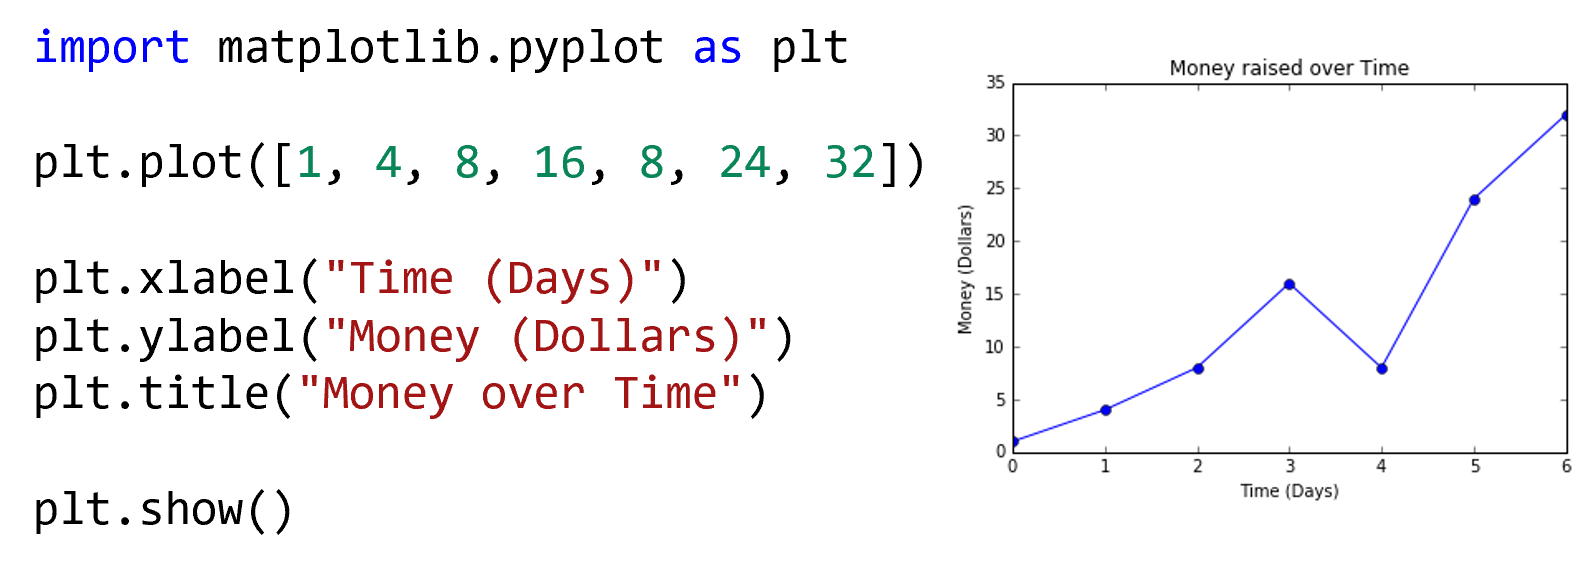 import matplotlib.pyplot as plt
plt.plot([1, 4, 8, 16, 8, 24, 32])
plt.xlabel("Time (Days)")
plt.ylabel("Money (Dollars)")
plt.title("Money over Time")
plt.show()
Money raised over Time
35
30
25
20
15
10
5
0
Money (Dollars)
0 1 2 3 4 5 6
Time (Days)